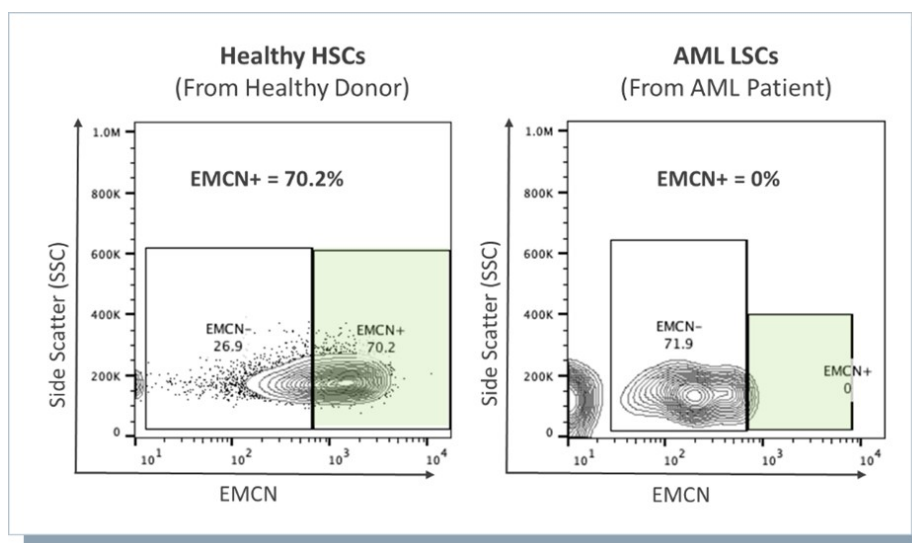 Healthy HSCs
(From Healthy Donor)
1.0M
800K
600K
400K
200K
0
EMCN+ = 70.2%
EMCN-
26.9
EMCN+
70.2
10^1
10^2
10^3
10^4
Side Scatter (SSC)
EMCN
AML LSCs
(From AML Patient)
1.0M
800K
600K
400K
200K
0
EMCN+ = 0%
EMCN-
71.9
EMCN+
0
10^1
10^2
10^3
10^4
Side Scatter (SSC)
EMCN